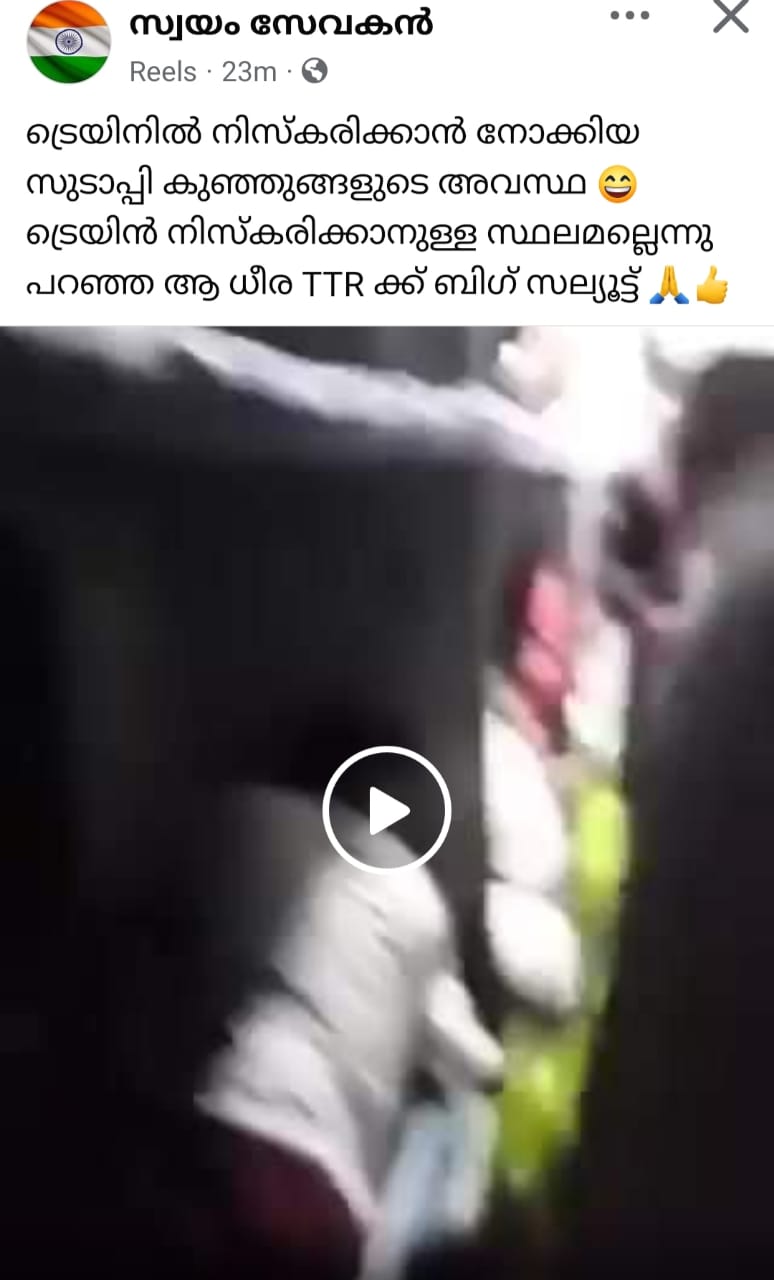 സ്വയം സേവകൻ
Reels · 23m ·
ട്രെയിനിൽ നിസ്കരിക്കാൻ നോക്കിയ
സുടാപ്പി കുഞ്ഞുങ്ങളുടെ അവസ്ഥ 😄
ട്രെയിൻ നിസ്കരിക്കാനുള്ള സ്ഥലമല്ലെന്നു
പറഞ്ഞ ആ ധീര TTR ക്ക് ബിഗ് സല്യൂട്ട് 🙏👍